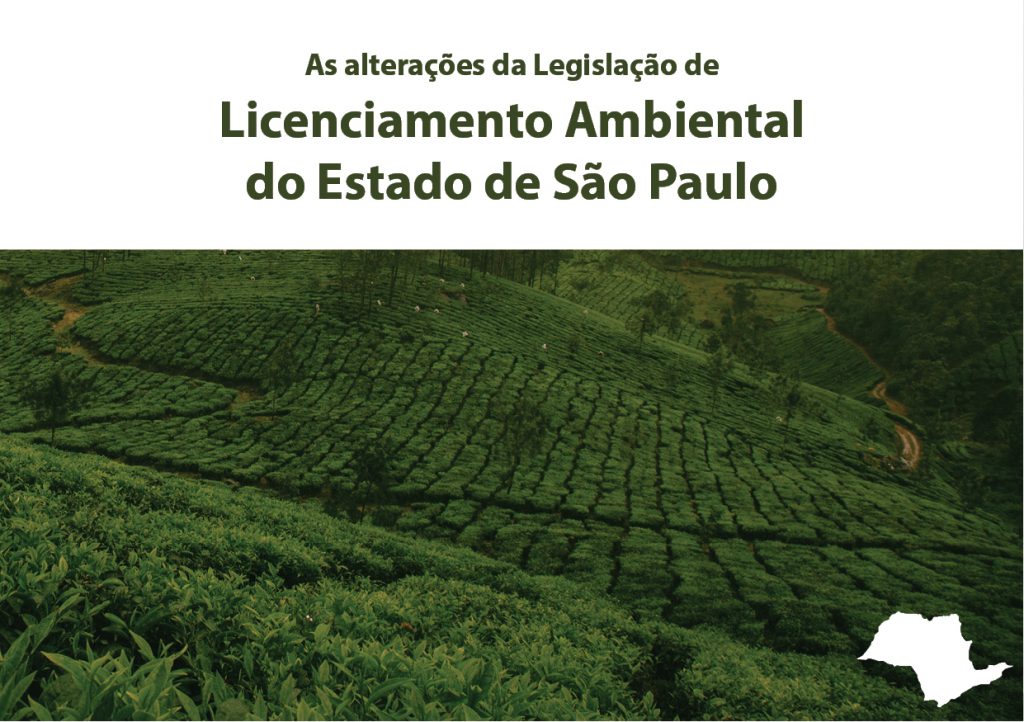 As alterações da Legislação de
Licenciamento Ambiental
do Estado de São Paulo